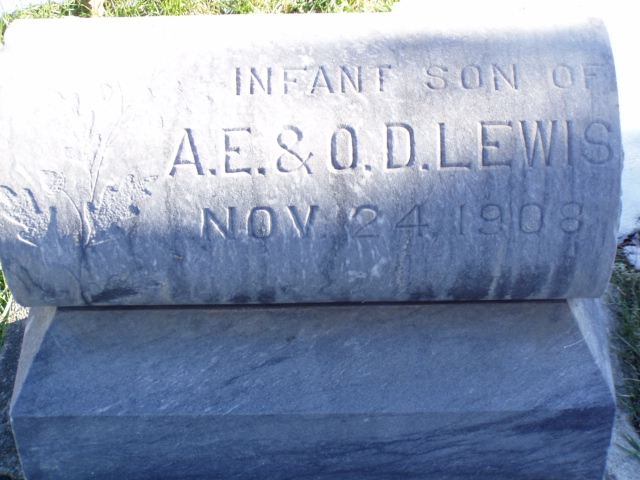 INFANT SON OF
A.E. & O.D. LEWIS
NOV. 24, 1908